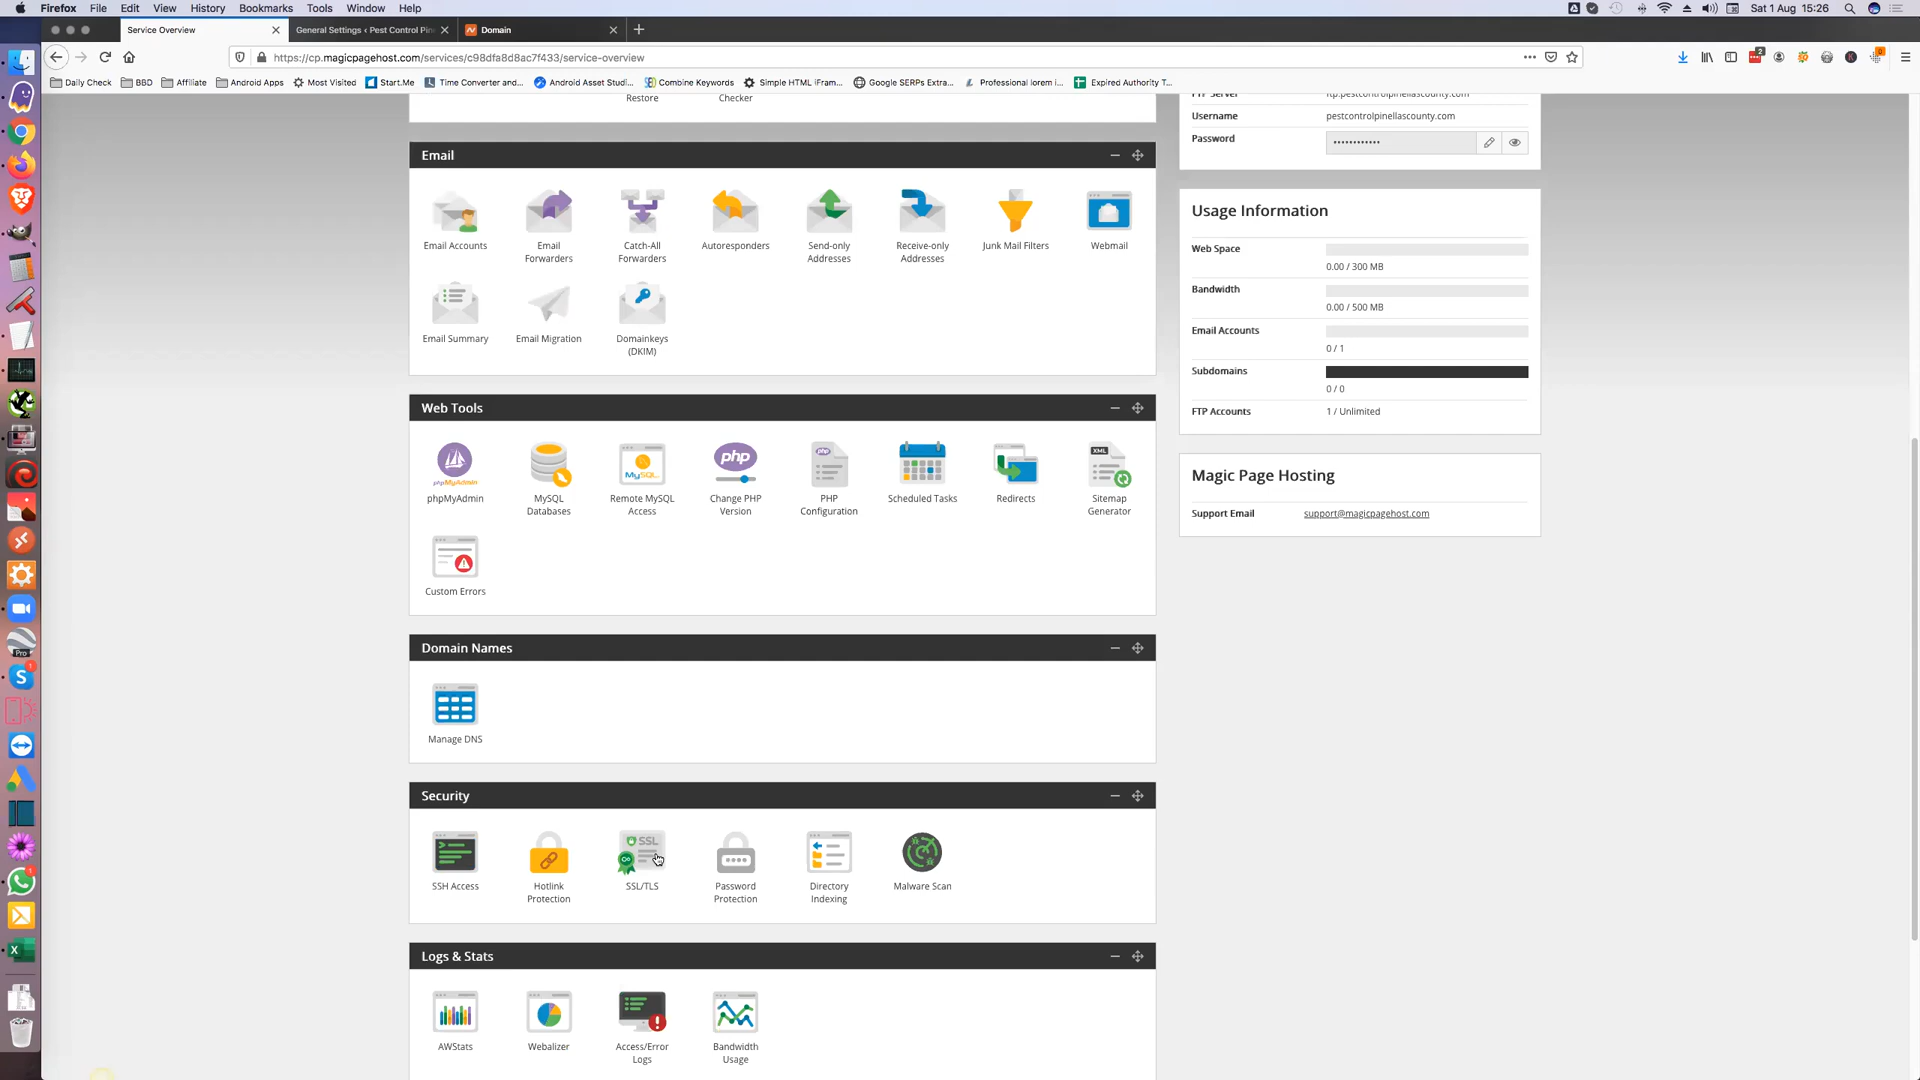 Firefox File Edit View History Bookmarks Tools Window Help
Sat 1 Aug 15:26
Service Overview
General Settings ‹ Pest Control Pin
Domain
https://cp.magicpagehost.com/services/c98dfa8d8ac7f433/service-overview
Daily Check BBD Affiliate Android Apps Most Visited Start.Me Time Converter and... Android Asset Studi... Combine Keywords Simple HTML iFram... Google SERPs Extra... Professional lorem i... Expired Authority T...
Restore
Checker
FTP Server ftp.pestcontrolpinellascounty.com
Username pestcontrolpinellascounty.com
Password ••••••••••••
Email
Email Accounts
Email Forwarders
Catch-All Forwarders
Autoresponders
Send-only Addresses
Receive-only Addresses
Junk Mail Filters
Webmail
Email Summary
Email Migration
Domainkeys (DKIM)
Usage Information
Web Space
0.00 / 300 MB
Bandwidth
0.00 / 500 MB
Email Accounts
0 / 1
Subdomains
0 / 0
FTP Accounts 1 / Unlimited
Magic Page Hosting
Support Email support@magicpagehost.com
Web Tools
phpMyAdmin
MySQL Databases
Remote MySQL Access
Change PHP Version
PHP Configuration
Scheduled Tasks
Redirects
Sitemap Generator
Custom Errors
Domain Names
Manage DNS
Security
SSH Access
Hotlink Protection
SSL
SSL/TLS
Password Protection
Directory Indexing
Malware Scan
Logs & Stats
AWStats
Webalizer
Access/Error Logs
Bandwidth Usage